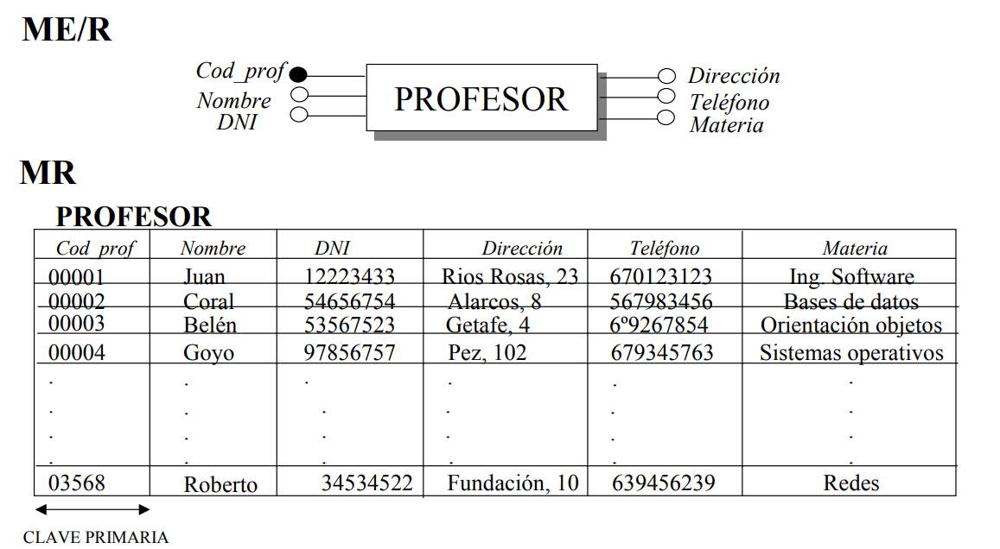 ME/R
Cod_prof
Nombre
DNI
PROFESOR
Dirección
Teléfono
Materia
MR
PROFESOR
Cod_prof Nombre DNI Dirección Teléfono Materia
00001 Juan 12223433 Rios Rosas, 23 670123123 Ing. Software
00002 Coral 54656754 Alarcos, 8 567983456 Bases de datos
00003 Belén 53567523 Getafe, 4 6º9267854 Orientación objetos
00004 Goyo 97856757 Pez, 102 679345763 Sistemas operativos
. . . . . .
. . . . . .
. . . . . .
. . . . . .
03568 Roberto 34534522 Fundación, 10 639456239 Redes
CLAVE PRIMARIA